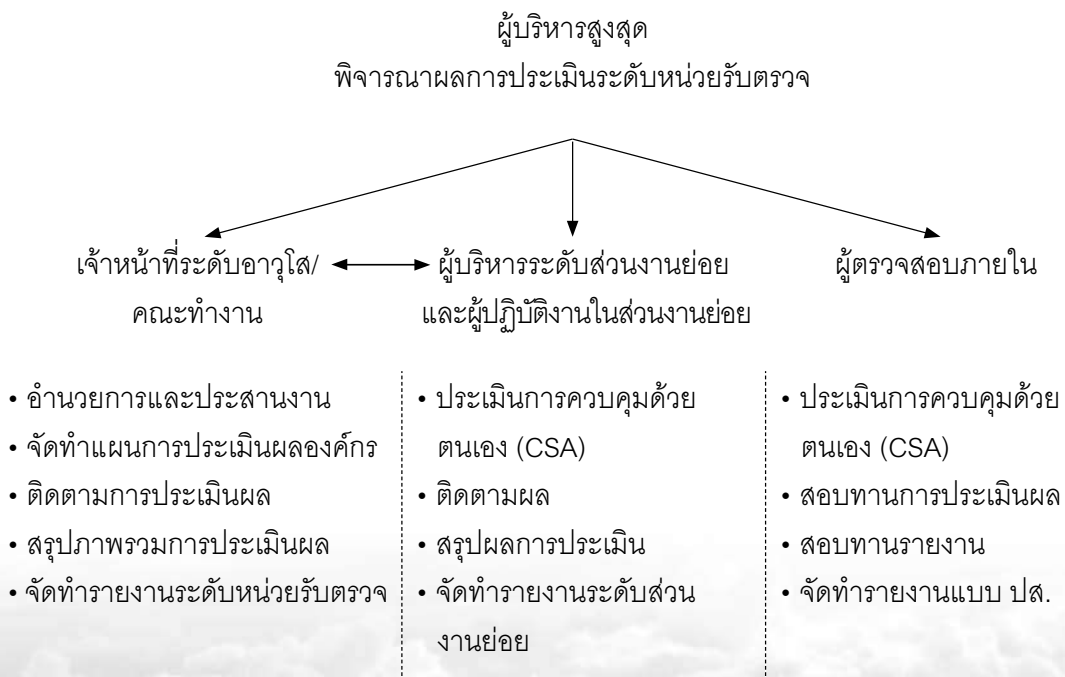 ผู้บริหารสูงสุด
พิจารณาผลการประเมินระดับหน่วยรับตรวจ
เจ้าหน้าที่ระดับอาวุโส/
คณะทำงาน
ผู้บริหารระดับส่วนงานย่อย
และผู้ปฏิบัติงานในส่วนงานย่อย
ผู้ตรวจสอบภายใน
• อำนวยการและประสานงาน
• จัดทำแผนการประเมินผลองค์กร
• ติดตามการประเมินผล
• สรุปภาพรวมการประเมินผล
• จัดทำรายงานระดับหน่วยรับตรวจ
• ประเมินการควบคุมด้วย
ตนเอง (CSA)
• ติดตามผล
• สรุปผลการประเมิน
• จัดทำรายงานระดับส่วน
งานย่อย
• ประเมินการควบคุมด้วย
ตนเอง (CSA)
• สอบทานการประเมินผล
• สอบทานรายงาน
• จัดทำรายงานแบบ ปส.